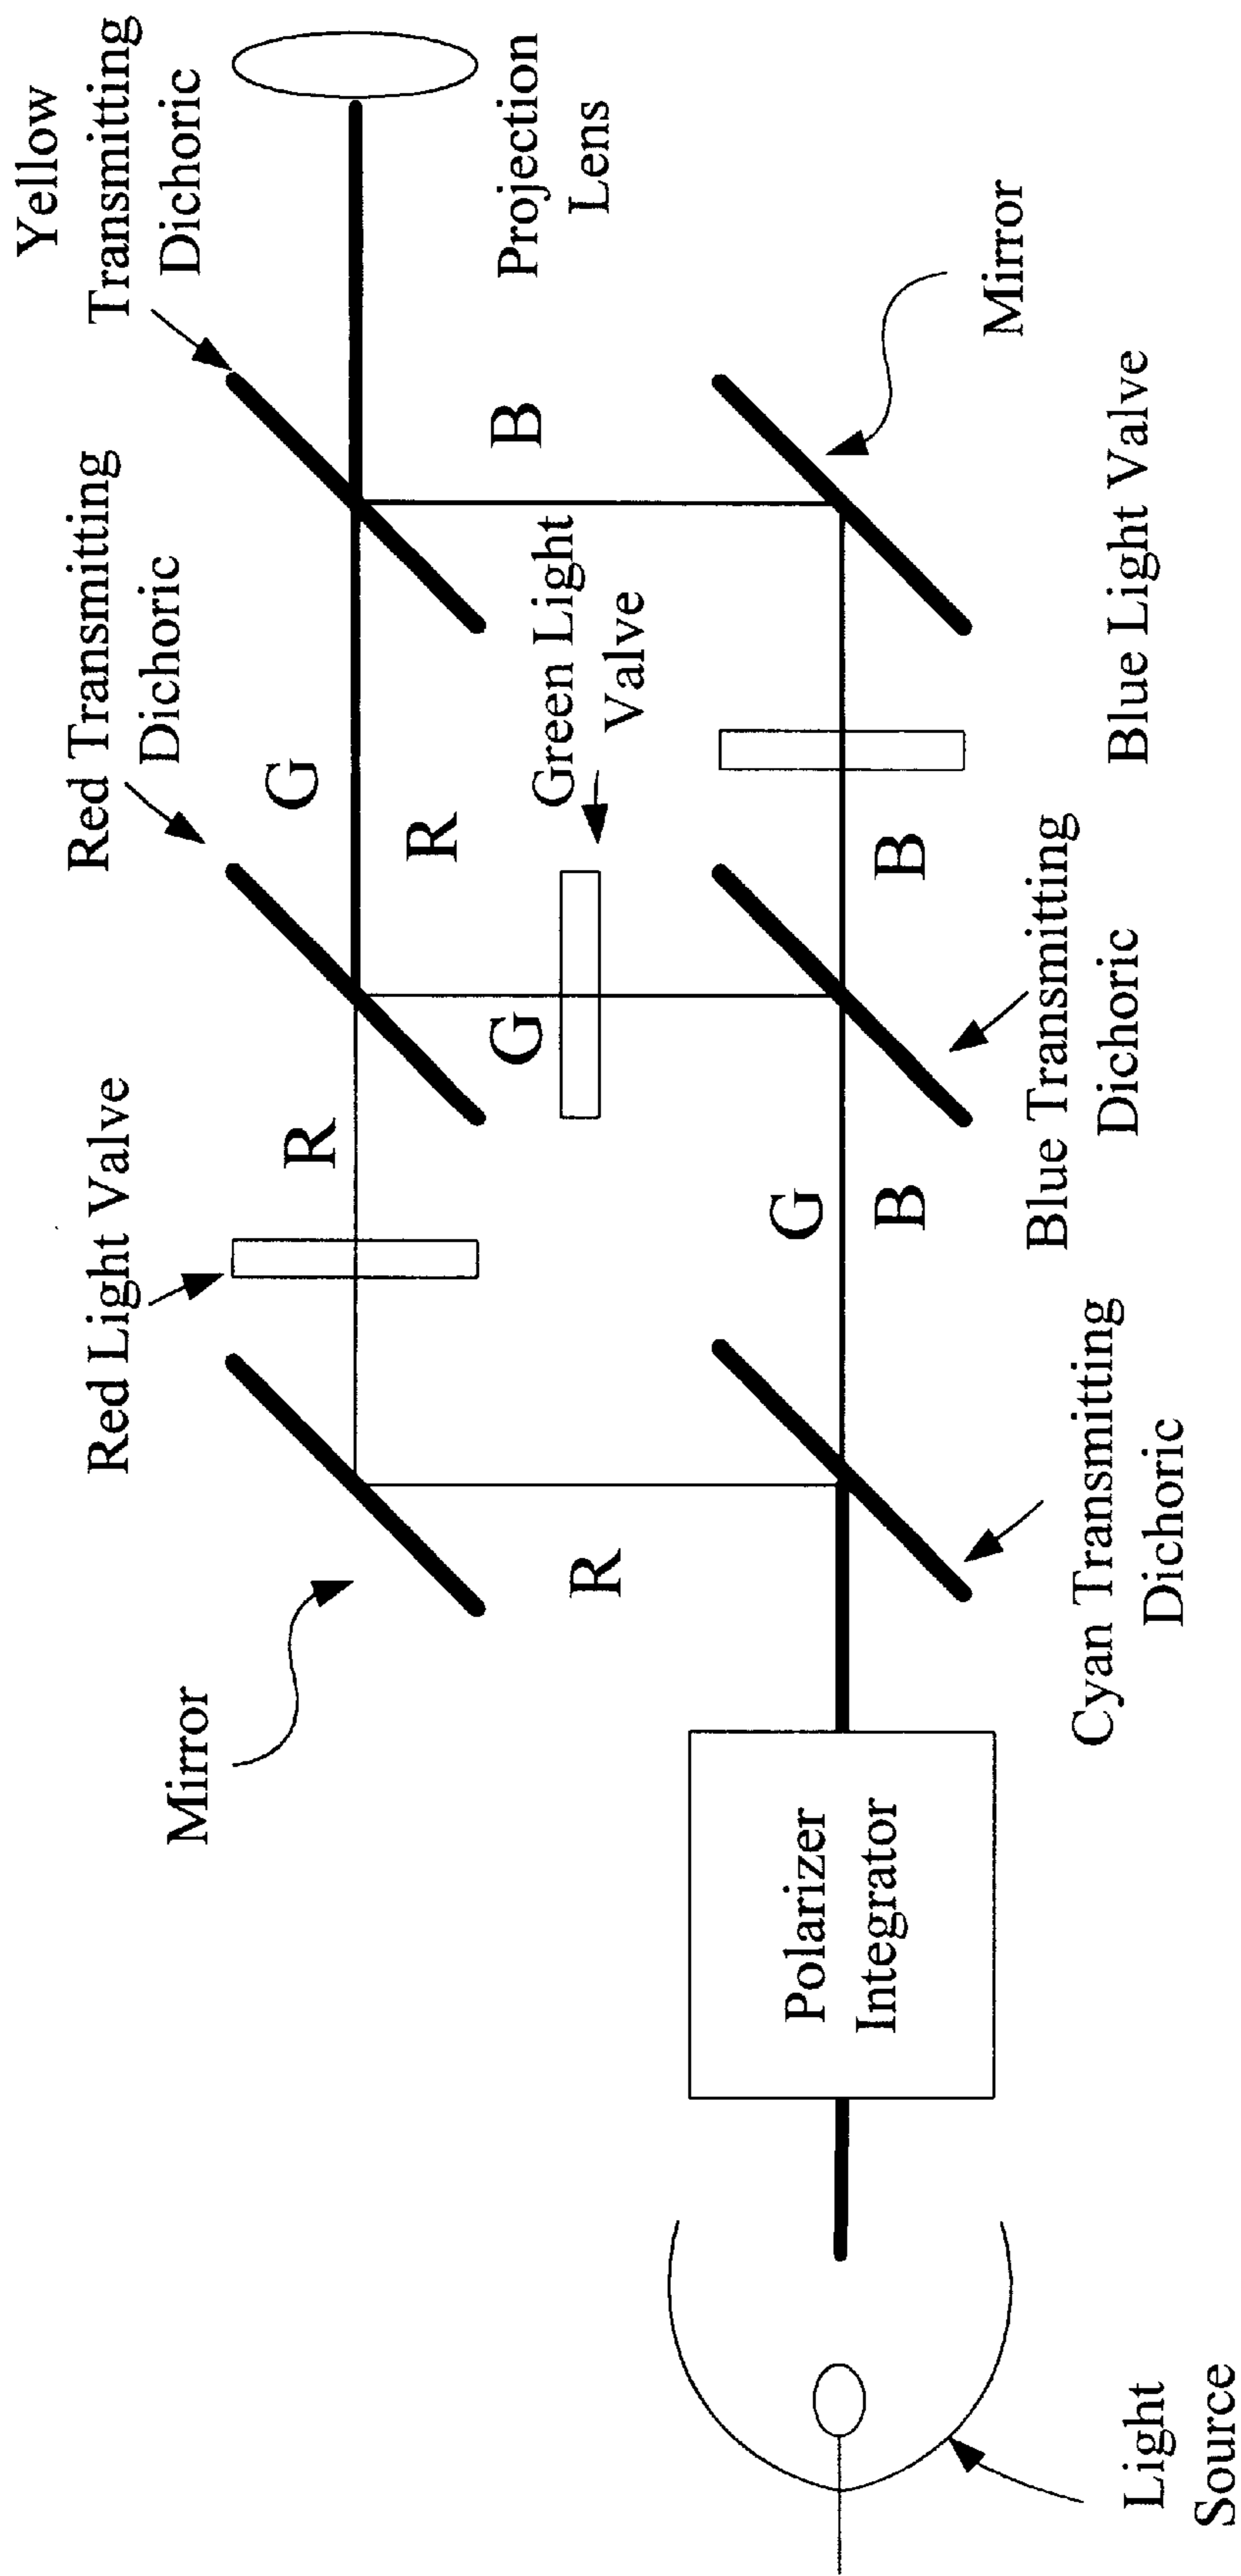 Yellow
Transmitting
Dichoric
Red Transmitting
Dichoric
Red Light Valve
Mirror
G
R
R
B
Projection
Lens
Green Light
Valve
G
R
Mirror
G
B
B
Polarizer
Integrator
Blue Light Valve
Blue Transmitting
Dichoric
Cyan Transmitting
Dichoric
Light
Source